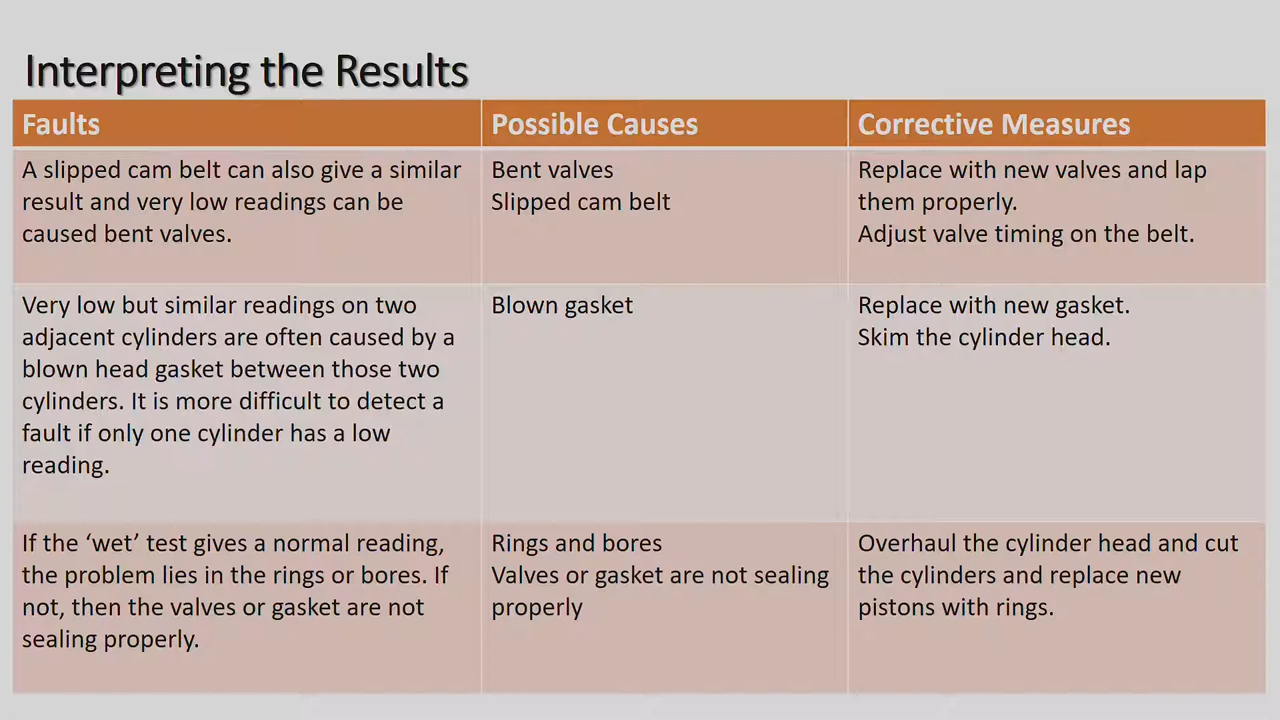 Interpreting the Results
Faults
Possible Causes
Corrective Measures
A slipped cam belt can also give a similar
result and very low readings can be
caused bent valves.
Bent valves
Slipped cam belt
Replace with new valves and lap
them properly.
Adjust valve timing on the belt.
Very low but similar readings on two
adjacent cylinders are often caused by a
blown head gasket between those two
cylinders. It is more difficult to detect a
fault if only one cylinder has a low
reading.
Blown gasket
Replace with new gasket.
Skim the cylinder head.
If the ‘wet’ test gives a normal reading,
the problem lies in the rings or bores. If
not, then the valves or gasket are not
sealing properly.
Rings and bores
Valves or gasket are not sealing
properly
Overhaul the cylinder head and cut
the cylinders and replace new
pistons with rings.